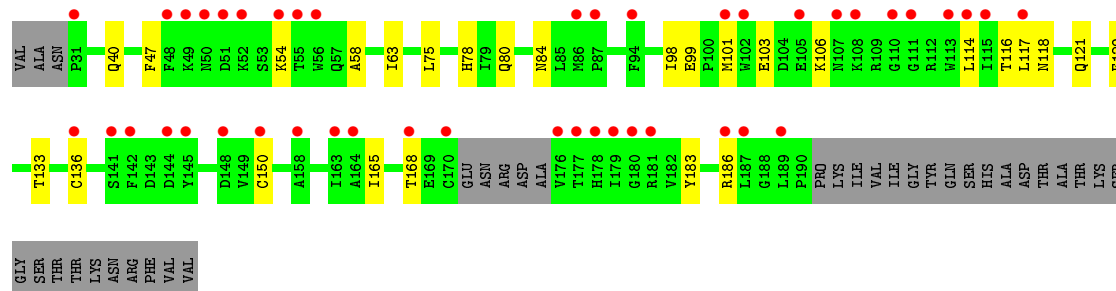 VAL ALA ASN P31 Q40 F47 F48 K49 N50 D51 K52 S53 K54 T55 W56 Q57 A58 I63 L75 H78 I79 Q80 N84 L85 M86 P87 F94 I98 E99 P100 M101 W102 E103 D104 E105 K106 N107 K108 R109 G110 G111 R112 W113 L114 I115 T116 L117 N118 Q121
T133 C136 S141 F142 D143 D144 Y145 D148 V149 C150 A158 I163 A164 I165 T168 E169 C170 GLU ASN ARG ASP ALA V176 T177 H178 I179 G180 R181 V182 Y183 R186 L187 G188 L189 P190 PRO LYS ILE VAL ILE GLY TYR GLN SER HIS ALA ASP THR ALA THR LYS
GLY SER THR THR LYS ASN ARG PHE VAL VAL